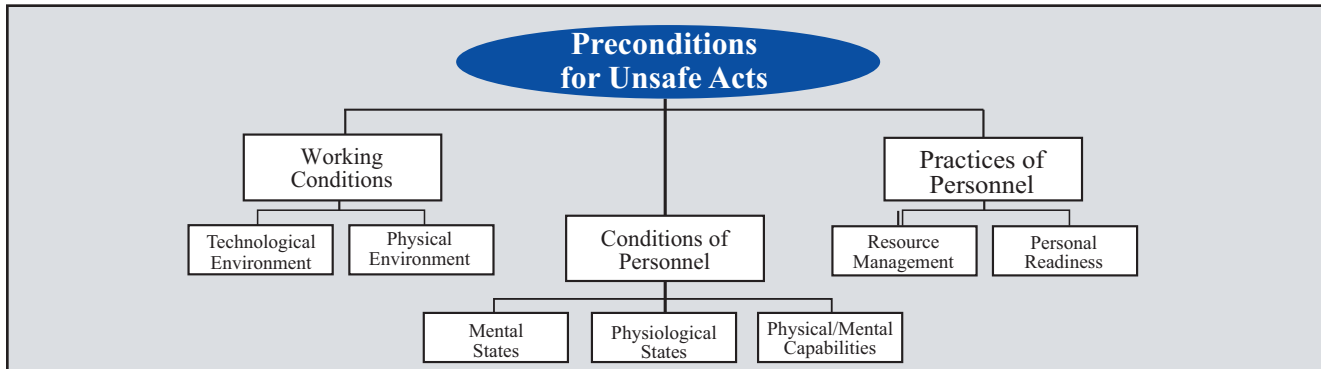 Preconditions
for Unsafe Acts
Working
Conditions
Technological
Environment
Physical
Environment
Conditions of
Personnel
Mental
States
Physiological
States
Physical/Mental
Capabilities
Practices of
Personnel
Resource
Management
Personal
Readiness